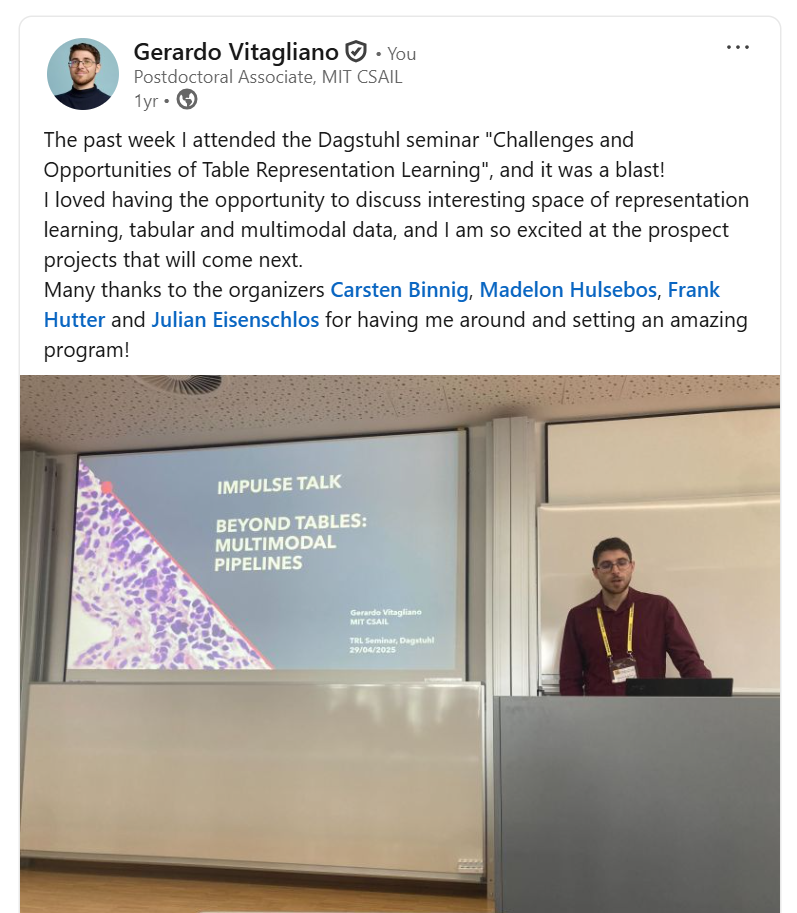 Gerardo Vitagliano • You
Postdoctoral Associate, MIT CSAIL
1yr •
The past week I attended the Dagstuhl seminar "Challenges and
Opportunities of Table Representation Learning", and it was a blast!
I loved having the opportunity to discuss interesting space of representation
learning, tabular and multimodal data, and I am so excited at the prospect
projects that will come next.
Many thanks to the organizers Carsten Binnig, Madelon Hulsebos, Frank
Hutter and Julian Eisenschlos for having me around and setting an amazing
program!
IMPULSE TALK
BEYOND TABLES:
MULTIMODAL
PIPELINES
Gerardo Vitagliano
MIT CSAIL
TRL Seminar, Dagstuhl
29/04/2025